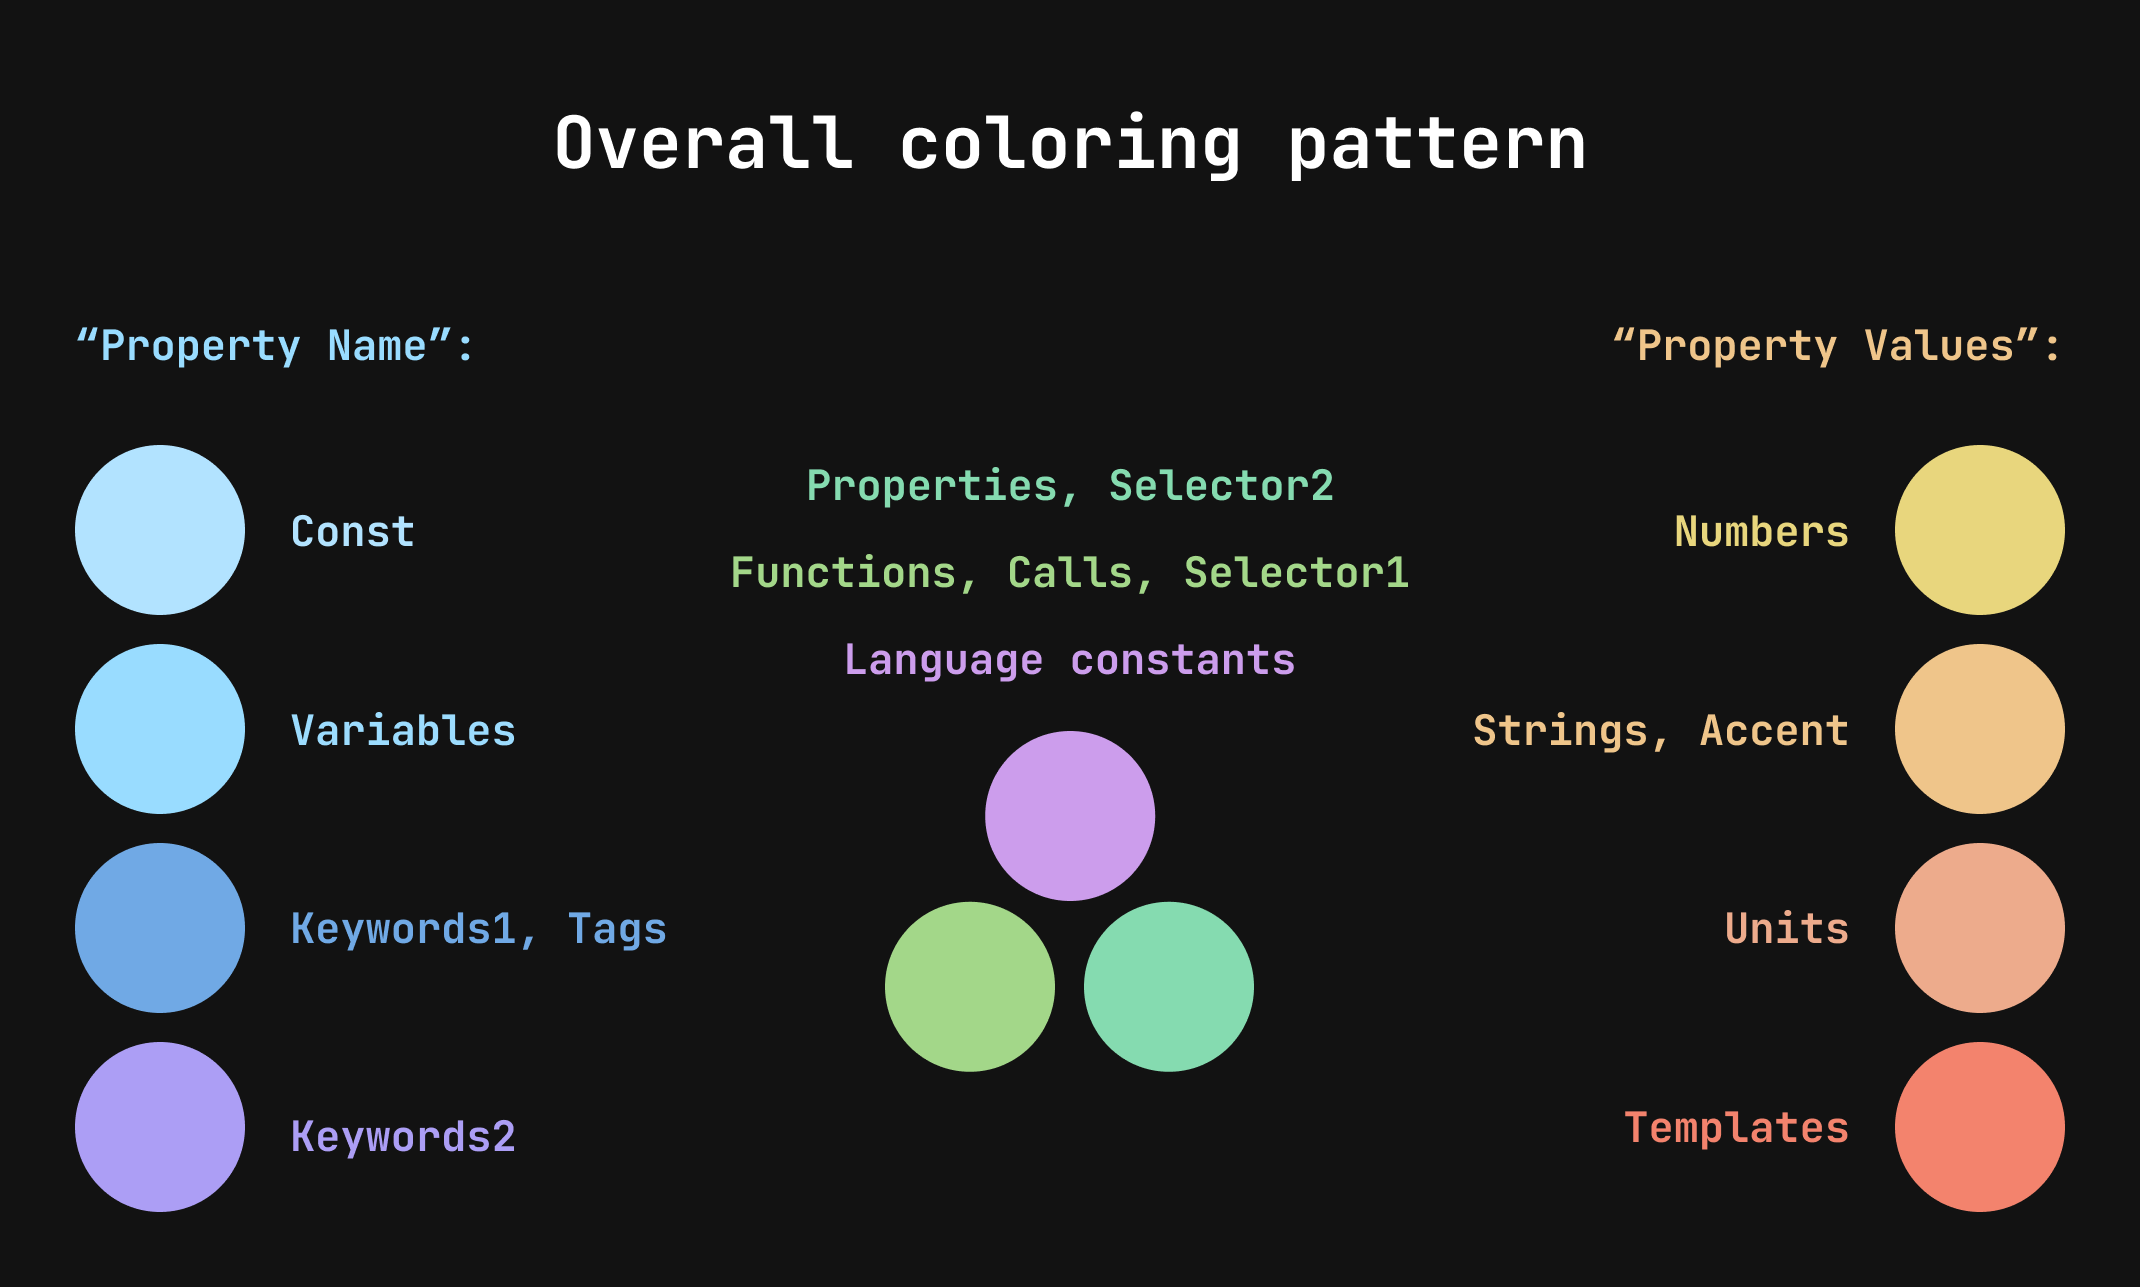 Overall coloring pattern
“Property Name”:
Const
Variables
Keywords1, Tags
Keywords2
Properties, Selector2
Functions, Calls, Selector1
Language constants
“Property Values”:
Numbers
Strings, Accent
Units
Templates